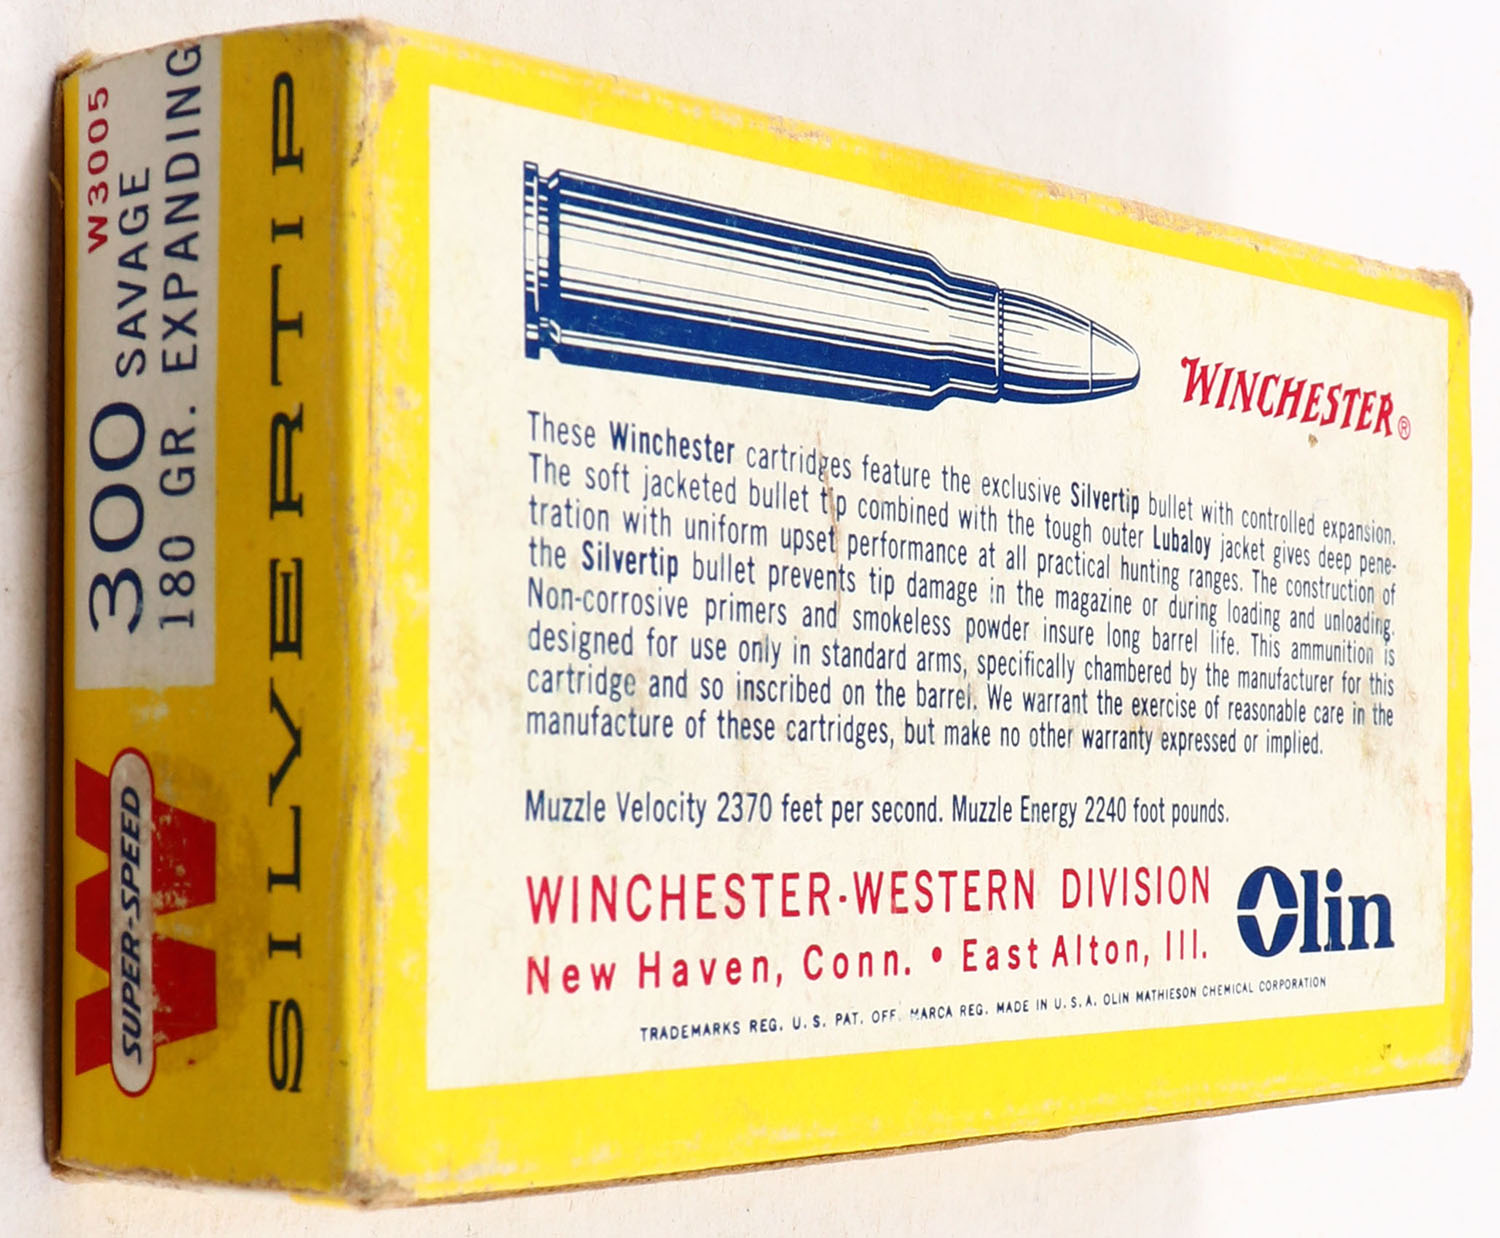 W3005
300 SAVAGE
180 GR. EXPANDING
W
SUPER-SPEED
SILVERTIP
WINCHESTER®
These Winchester cartridges feature the exclusive Silvertip bullet with controlled expansion.
The soft jacketed bullet tip combined with the tough outer Lubaloy jacket gives deep pene-
tration with uniform upset performance at all practical hunting ranges. The construction of
the Silvertip bullet prevents tip damage in the magazine or during loading and unloading.
Non-corrosive primers and smokeless powder insure long barrel life. This ammunition is
designed for use only in standard arms, specifically chambered by the manufacturer for this
cartridge and so inscribed on the barrel. We warrant the exercise of reasonable care in the
manufacture of these cartridges, but make no other warranty expressed or implied.
Muzzle Velocity 2370 feet per second. Muzzle Energy 2240 foot pounds.
WINCHESTER-WESTERN DIVISION
New Haven, Conn. • East Alton, Ill.
Olin
TRADEMARKS REG. U. S. PAT. OFF. MARCA REG. MADE IN U. S. A. OLIN MATHIESON CHEMICAL CORPORATION